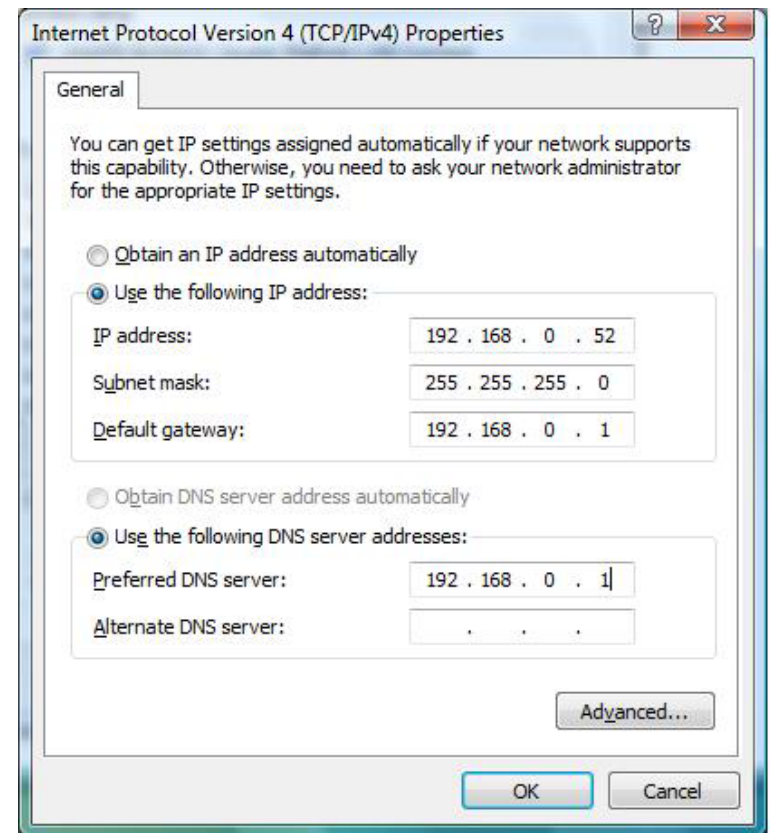 Internet Protocol Version 4 (TCP/IPv4) Properties
General
You can get IP settings assigned automatically if your network supports
this capability. Otherwise, you need to ask your network administrator
for the appropriate IP settings.
Obtain an IP address automatically
Use the following IP address:
IP address: 192 . 168 . 0 . 52
Subnet mask: 255 . 255 . 255 . 0
Default gateway: 192 . 168 . 0 . 1
Obtain DNS server address automatically
Use the following DNS server addresses:
Preferred DNS server: 192 . 168 . 0 . 1
Alternate DNS server: . . .
Advanced...
OK Cancel